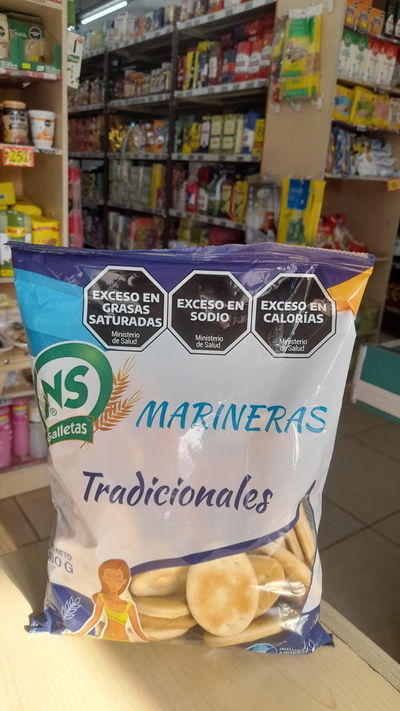 EXCESO EN
GRASAS
SATURADAS
Ministerio
de Salud
EXCESO EN
SODIO
Ministerio
de Salud
EXCESO EN
CALORÍAS
Ministerio
de Salud
NS
Galletas
MARINERAS
Tradicionales
NETO